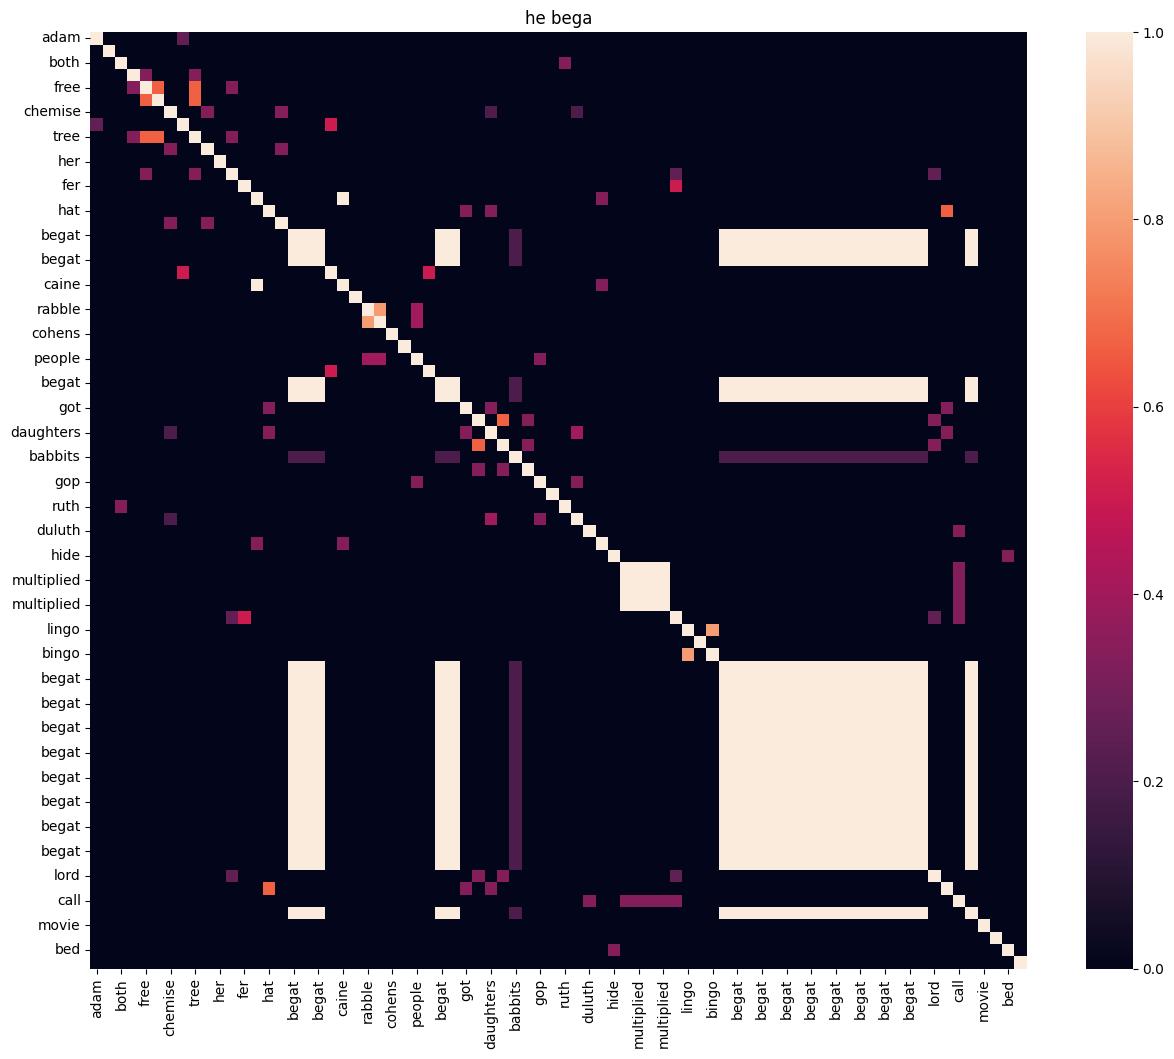 he bega
adam
both
free
chemise
tree
her
fer
hat
begat
begat
caine
rabble
cohens
people
begat
got
daughters
babbits
gop
ruth
duluth
hide
multiplied
multiplied
lingo
bingo
begat
begat
begat
begat
begat
begat
begat
begat
lord
call
movie
bed
1.0
0.8
0.6
0.4
0.2
0.0
adam both free chemise tree her fer hat begat begat caine rabble cohens people begat got daughters babbits gop ruth duluth hide multiplied multiplied lingo bingo begat begat begat begat begat begat begat begat lord call movie bed